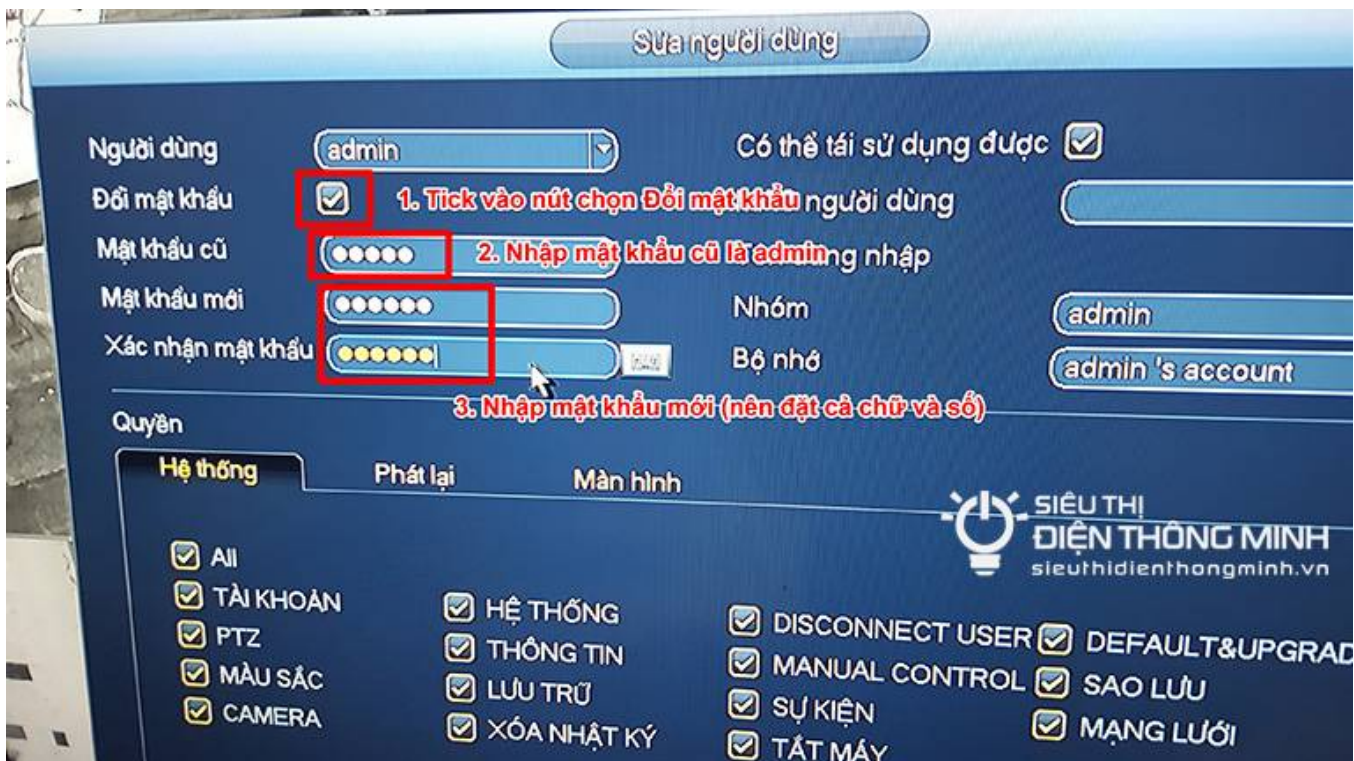 Sửa người dùng
Người dùng admin Có thể tái sử dụng được
Đổi mật khẩu 1. Tick vào nút chọn Đổi mật khẩu người dùng
Mật khẩu cũ 2. Nhập mật khẩu cũ là admin nhập
Mật khẩu mới Nhóm admin
Xác nhận mật khẩu Bộ nhớ admin 's account
3. Nhập mật khẩu mới (nên đặt cả chữ và số)
Quyền
Hệ thống Phát lại Màn hình
SIÊU THỊ
ĐIỆN THÔNG MINH
sieuthidienthongminh.vn
All
TÀI KHOẢN HỆ THỐNG DISCONNECT USER DEFAULT&UPGRAD
PTZ THÔNG TIN MANUAL CONTROL SAO LƯU
MÀU SẮC LƯU TRỮ SỰ KIỆN MẠNG LƯỚI
CAMERA XÓA NHẬT KÝ TẮT MÁY